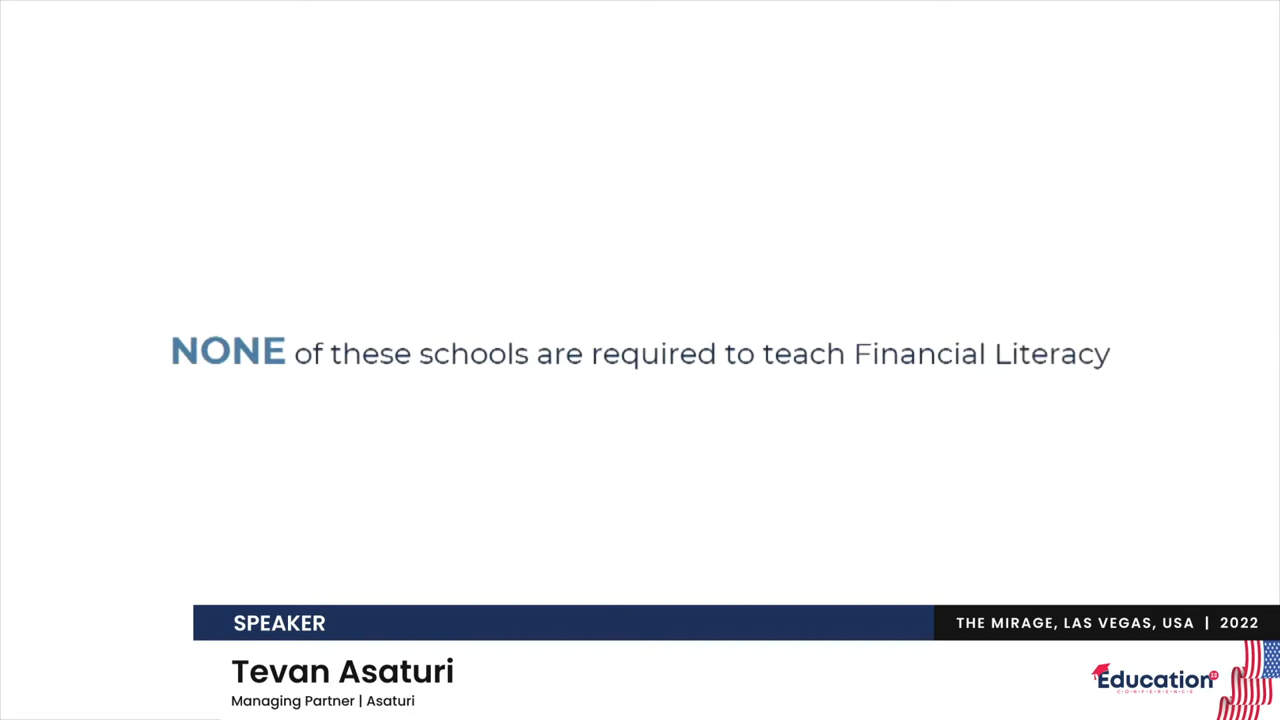 NONE of these schools are required to teach Financial Literacy
SPEAKER
THE MIRAGE, LAS VEGAS, USA | 2022
Tevan Asaturi
Managing Partner | Asaturi
Education
CONFERENCE